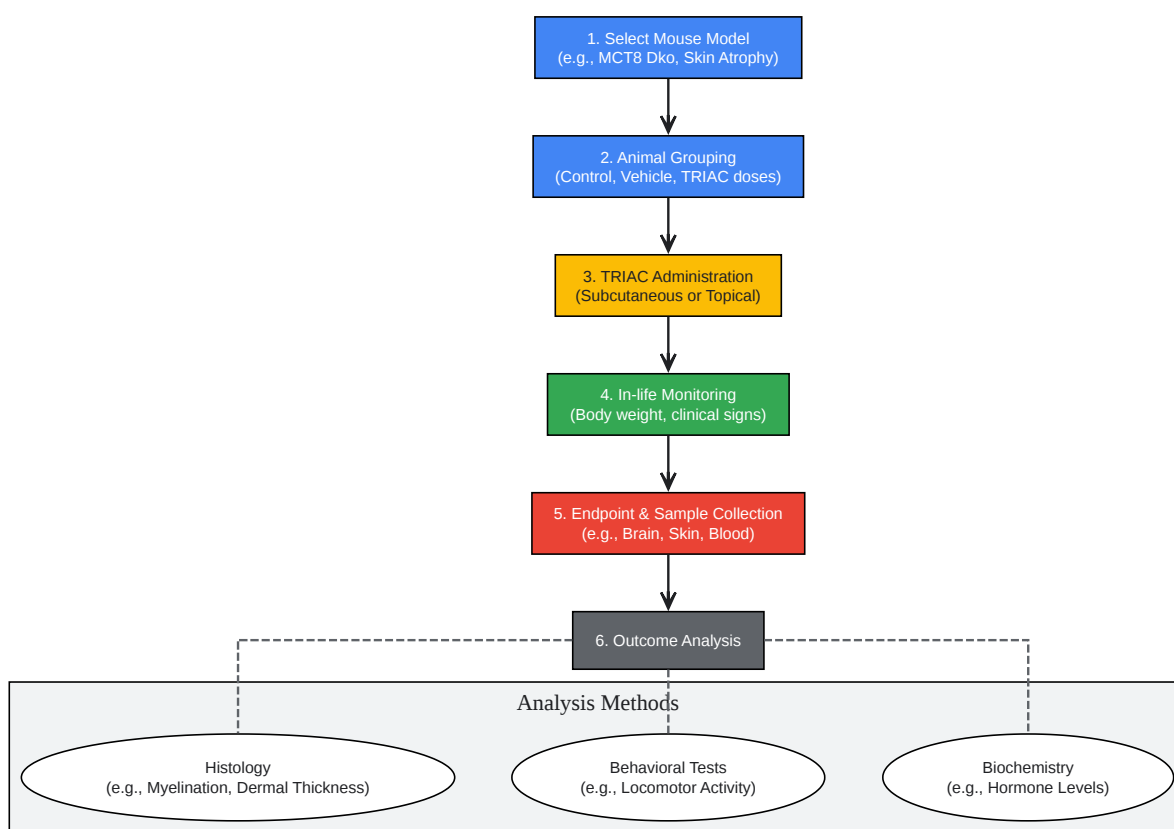 1. Select Mouse Model
(e.g., MCT8 Dko, Skin Atrophy)
2. Animal Grouping
(Control, Vehicle, TRIAC doses)
3. TRIAC Administration
(Subcutaneous or Topical)
4. In-life Monitoring
(Body weight, clinical signs)
5. Endpoint & Sample Collection
(e.g., Brain, Skin, Blood)
6. Outcome Analysis
Analysis Methods
Histology
(e.g., Myelination, Dermal Thickness)
Behavioral Tests
(e.g., Locomotor Activity)
Biochemistry
(e.g., Hormone Levels)